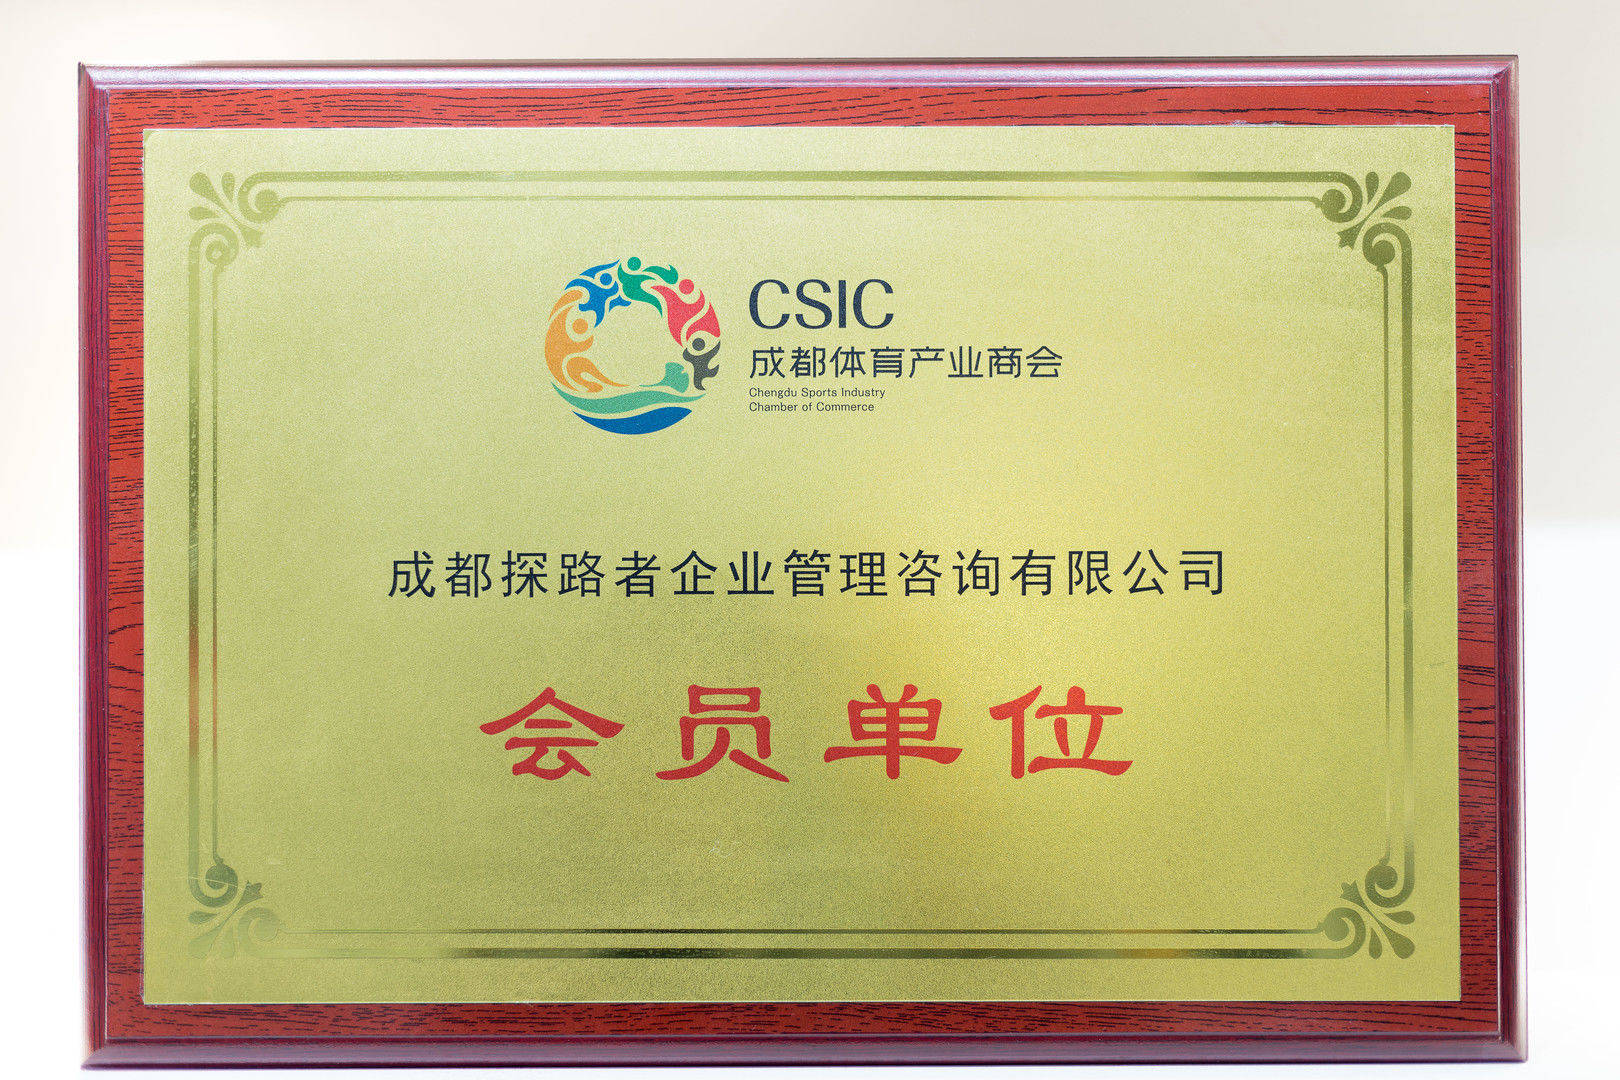 CSIC
成都体育产业商会
Chengdu Sports Industry
Chamber of Commerce
成都探路者企业管理咨询有限公司
会员单位